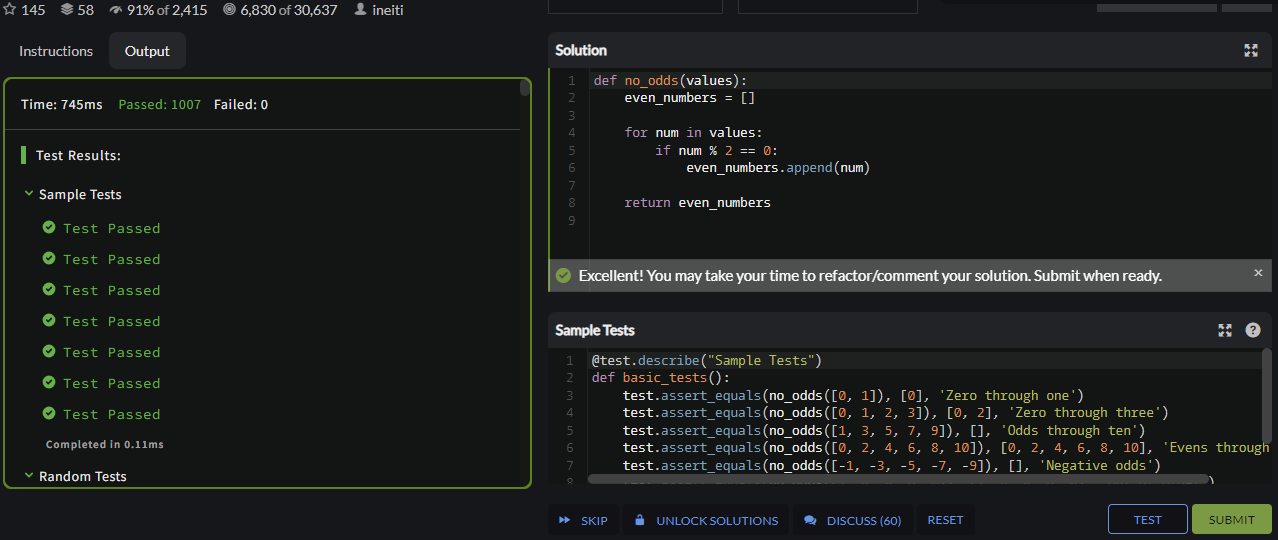 145 58 91% of 2,415 6,830 of 30,637 ineiti
Instructions Output
Time: 745ms Passed: 1007 Failed: 0
Test Results:
Sample Tests
Test Passed
Test Passed
Test Passed
Test Passed
Test Passed
Test Passed
Test Passed
Completed in 0.11ms
Random Tests
Solution
1 def no_odds(values):
2 even_numbers = []
3
4 for num in values:
5 if num % 2 == 0:
6 even_numbers.append(num)
7
8 return even_numbers
9
Excellent! You may take your time to refactor/comment your solution. Submit when ready. ×
Sample Tests ?
1 @test.describe("Sample Tests")
2 def basic_tests():
3 test.assert_equals(no_odds([0, 1]), [0], 'Zero through one')
4 test.assert_equals(no_odds([0, 1, 2, 3]), [0, 2], 'Zero through three')
5 test.assert_equals(no_odds([1, 3, 5, 7, 9]), [], 'Odds through ten')
6 test.assert_equals(no_odds([0, 2, 4, 6, 8, 10]), [0, 2, 4, 6, 8, 10], 'Evens through
7 test.assert_equals(no_odds([-1, -3, -5, -7, -9]), [], 'Negative odds')
8
SKIP UNLOCK SOLUTIONS DISCUSS (60) RESET TEST SUBMIT